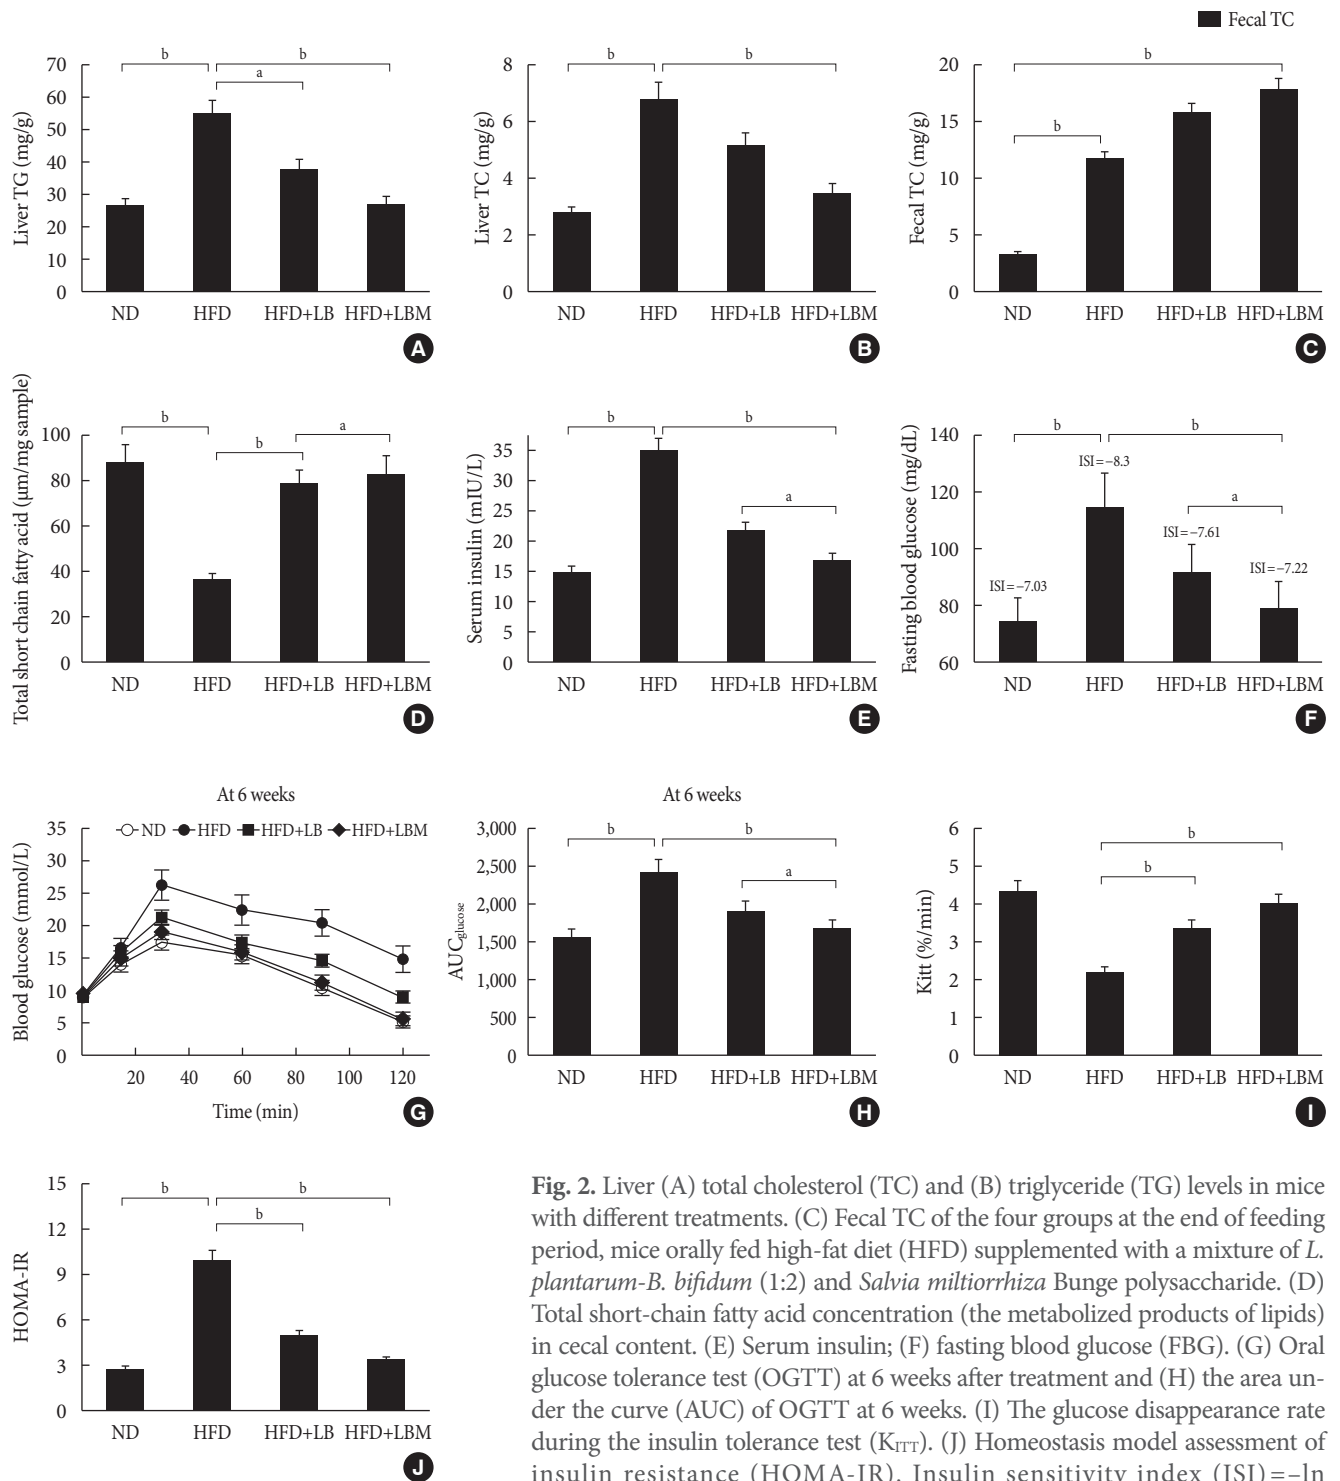 Fecal TC
b
b
a
70
60
50
40
30
20
10
0
Liver TG (mg/g)
ND
HFD
HFD+LB
HFD+LBM
A
b
b
8
6
4
2
0
Liver TC (mg/g)
ND
HFD
HFD+LB
HFD+LBM
B
b
b
20
15
10
5
0
Fecal TC (mg/g)
ND
HFD
HFD+LB
HFD+LBM
C
b
b
a
100
80
60
40
20
0
Total short chain fatty acid (μm/mg sample)
ND
HFD
HFD+LB
HFD+LBM
D
b
b
a
35
30
25
20
15
10
5
0
Serum insulin (mIU/L)
ND
HFD
HFD+LB
HFD+LBM
E
b
b
a
ISI=–7.03
ISI=–8.3
ISI=–7.61
ISI=–7.22
140
120
100
80
60
Fasting blood glucose (mg/dL)
ND
HFD
HFD+LB
HFD+LBM
F
At 6 weeks
ND
HFD
HFD+LB
HFD+LBM
35
30
25
20
15
10
5
0
Blood glucose (mmol/L)
20
40
60
80
100
120
Time (min)
G
At 6 weeks
b
b
a
3,000
2,500
2,000
1,500
1,000
500
0
AUCglucose
ND
HFD
HFD+LB
HFD+LBM
H
b
b
6
5
4
3
2
1
0
Kitt (%/min)
ND
HFD
HFD+LB
HFD+LBM
I
b
b
b
15
12
9
6
3
0
HOMA-IR
ND
HFD
HFD+LB
HFD+LBM
J
Fig. 2. Liver (A) total cholesterol (TC) and (B) triglyceride (TG) levels in mice
with different treatments. (C) Fecal TC of the four groups at the end of feeding
period, mice orally fed high-fat diet (HFD) supplemented with a mixture of L.
plantarum-B. bifidum (1:2) and Salvia miltiorrhiza Bunge polysaccharide. (D)
Total short-chain fatty acid concentration (the metabolized products of lipids)
in cecal content. (E) Serum insulin; (F) fasting blood glucose (FBG). (G) Oral
glucose tolerance test (OGTT) at 6 weeks after treatment and (H) the area un-
der the curve (AUC) of OGTT at 6 weeks. (I) The glucose disappearance rate
during the insulin tolerance test (KITT). (J) Homeostasis model assessment of
insulin resistance (HOMA-IR). Insulin sensitivity index (ISI)=–ln